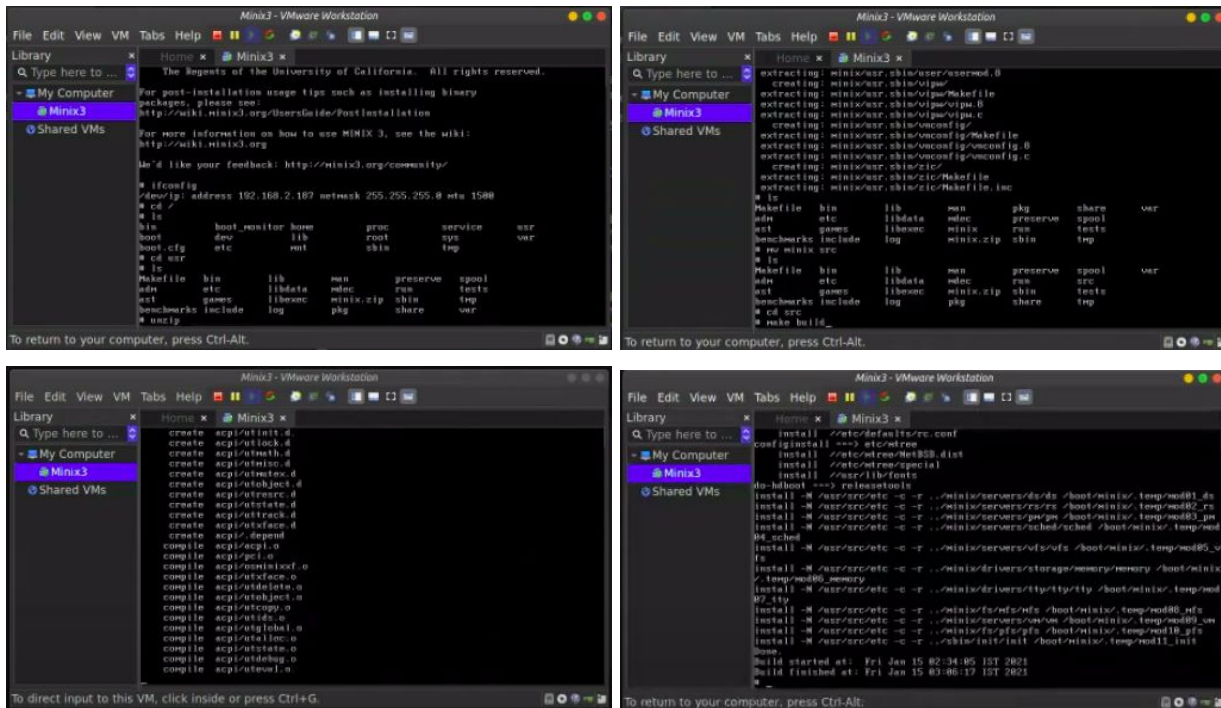 Minix3 - VMware Workstation
File Edit View VM Tabs Help
Library
Home × Minix3 ×
Type here to ...
My Computer
Minix3
Shared VMs
The Regents of the University of California. All rights reserved.
For post-installation usage tips such as installing binary
packages, please see:
http://wiki.minix3.org/UsersGuide/PostInstallation
For more information on how to use MINIX 3, see the wiki:
http://wiki.minix3.org
We'd like your feedback: http://minix3.org/community/
# ifconfig
/dev/ip: address 192.168.2.187 netmask 255.255.255.0 mtu 1500
# cd /
# ls
bin boot_monitor home proc service usr
boot dev lib root sys var
boot.cfg etc mnt sbin tmp
# cd usr
# ls
Makefile bin lib man preserve spool
adm etc libdata mdec run tests
ast games libexec minix.zip sbin tmp
benchmarks include log pkg share var
# unzip
To return to your computer, press Ctrl-Alt.
Minix3 - VMware Workstation
File Edit View VM Tabs Help
Library
Home × Minix3 ×
Type here to ...
My Computer
Minix3
Shared VMs
extracting: minix/usr.sbin/user/usermod.8
creating: minix/usr.sbin/vipw/
extracting: minix/usr.sbin/vipw/Makefile
extracting: minix/usr.sbin/vipw/vipw.8
extracting: minix/usr.sbin/vipw/vipw.c
creating: minix/usr.sbin/vnconfig/
extracting: minix/usr.sbin/vnconfig/Makefile
extracting: minix/usr.sbin/vnconfig/vnconfig.8
extracting: minix/usr.sbin/vnconfig/vnconfig.c
creating: minix/usr.sbin/zic/
extracting: minix/usr.sbin/zic/Makefile
extracting: minix/usr.sbin/zic/Makefile.inc
# ls
Makefile bin lib man pkg share var
adm etc libdata mdec preserve spool
ast games libexec minix run tests
benchmarks include log minix.zip sbin tmp
# mv minix src
# ls
Makefile bin lib man preserve spool var
adm etc libdata mdec run src
ast games libexec minix.zip sbin tests
benchmarks include log pkg share tmp
# cd src
# make build_
To return to your computer, press Ctrl-Alt.
Minix3 - VMware Workstation
File Edit View VM Tabs Help
Library
Home × Minix3 ×
Type here to ...
My Computer
Minix3
Shared VMs
create acpi/utinit.d
create acpi/utlock.d
create acpi/utmath.d
create acpi/utmisc.d
create acpi/utmutex.d
create acpi/utobject.d
create acpi/utresrc.d
create acpi/utstate.d
create acpi/uttrack.d
create acpi/utxface.d
create acpi/.depend
compile acpi/acpi.o
compile acpi/pci.o
compile acpi/osminixxf.o
compile acpi/utxface.o
compile acpi/utdelete.o
compile acpi/utobject.o
compile acpi/utcopy.o
compile acpi/utids.o
compile acpi/utglobal.o
compile acpi/utalloc.o
compile acpi/utstate.o
compile acpi/utdebug.o
compile acpi/uteval.o
To direct input to this VM, click inside or press Ctrl+G.
Minix3 - VMware Workstation
File Edit View VM Tabs Help
Library
Home × Minix3 ×
Type here to ...
My Computer
Minix3
Shared VMs
install //etc/defaults/rc.conf
configinstall ===> etc/mtree
install //etc/mtree/NetBSD.dist
install //etc/mtree/special
install //usr/lib/fonts
do-hdboot ===> releasetools
install -N /usr/src/etc -c -r ../minix/servers/ds/ds /boot/minix/.temp/mod01_ds
install -N /usr/src/etc -c -r ../minix/servers/rs/rs /boot/minix/.temp/mod02_rs
install -N /usr/src/etc -c -r ../minix/servers/pm/pm /boot/minix/.temp/mod03_pm
install -N /usr/src/etc -c -r ../minix/servers/sched/sched /boot/minix/.temp/mod
04_sched
install -N /usr/src/etc -c -r ../minix/servers/vfs/vfs /boot/minix/.temp/mod05_v
fs
install -N /usr/src/etc -c -r ../minix/drivers/storage/memory/memory /boot/minix
/.temp/mod06_memory
install -N /usr/src/etc -c -r ../minix/drivers/tty/tty/tty /boot/minix/.temp/mod
07_tty
install -N /usr/src/etc -c -r ../minix/fs/mfs/mfs /boot/minix/.temp/mod08_mfs
install -N /usr/src/etc -c -r ../minix/servers/vm/vm /boot/minix/.temp/mod09_vm
install -N /usr/src/etc -c -r ../minix/fs/pfs/pfs /boot/minix/.temp/mod10_pfs
install -N /usr/src/etc -c -r ../sbin/init/init /boot/minix/.temp/mod11_init
Done.
Build started at: Fri Jan 15 02:34:05 IST 2021
Build finished at: Fri Jan 15 03:06:17 IST 2021
# _
To return to your computer, press Ctrl-Alt.